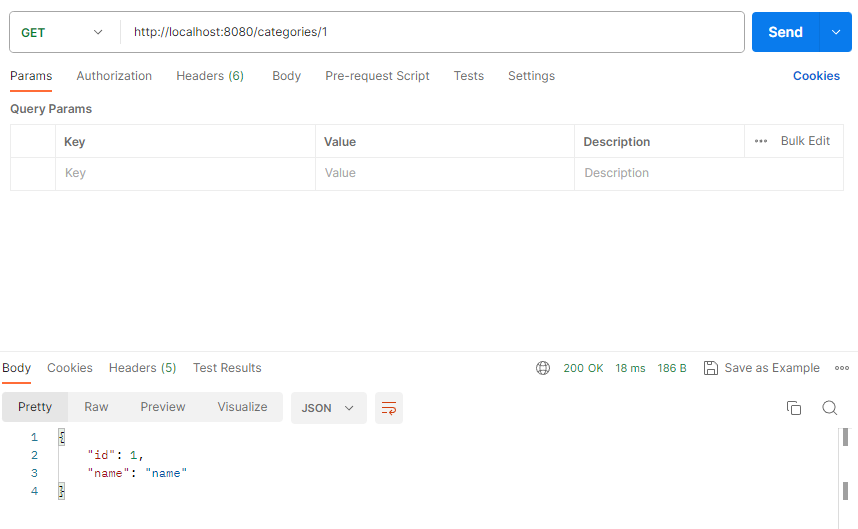 GET http://localhost:8080/categories/1 Send
Params Authorization Headers (6) Body Pre-request Script Tests Settings Cookies
Query Params
Key Value Description ••• Bulk Edit
Key Value Description
Body Cookies Headers (5) Test Results 200 OK 18 ms 186 B Save as Example
Pretty Raw Preview Visualize JSON
1 {
2 "id": 1,
3 "name": "name"
4 }